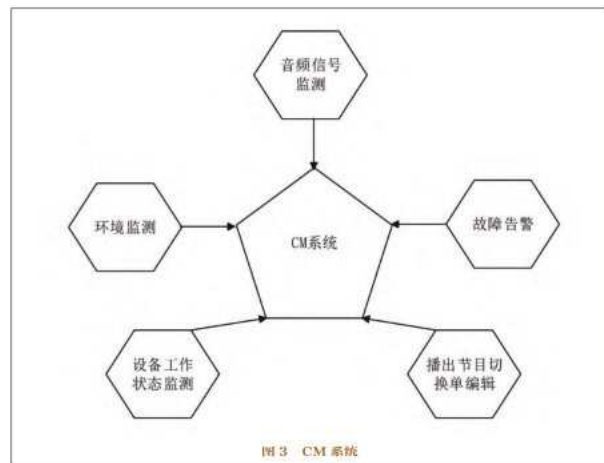 音频信号
监测
环境监测
CM系统
故障告警
设备工作
状态监测
播出节目切
换单编辑
图3 CM 系统